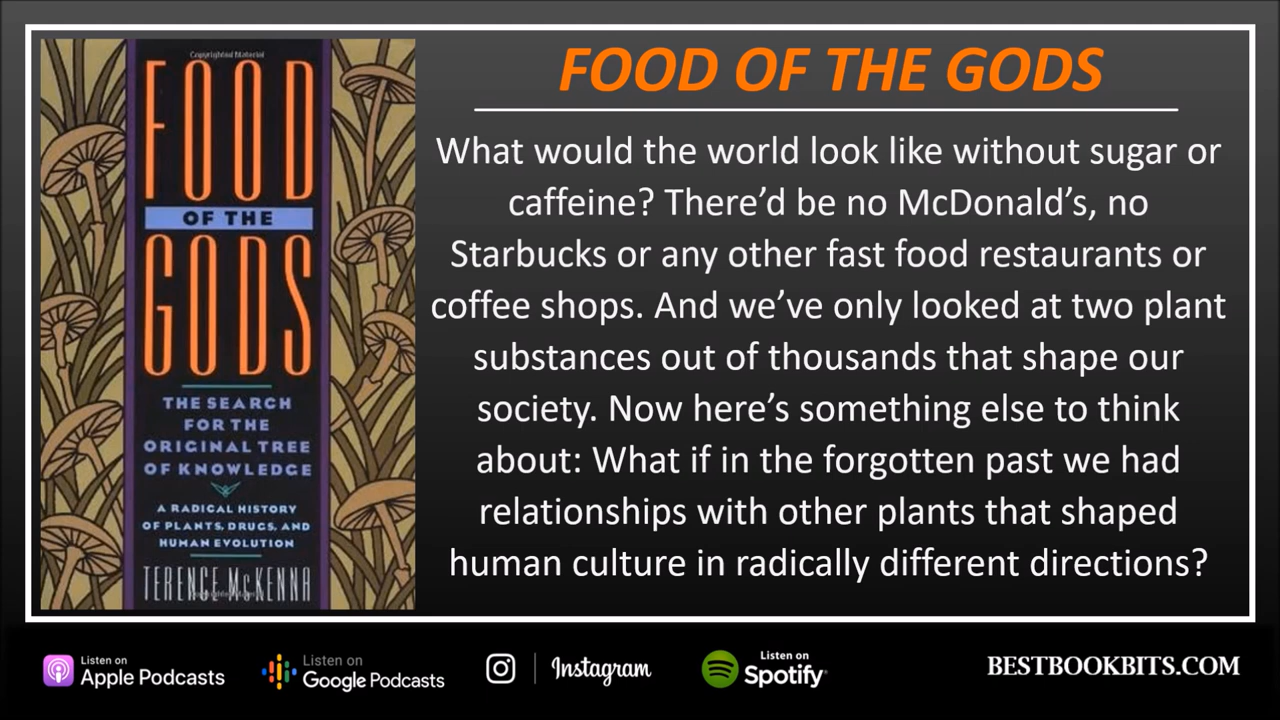 Copyrighted Material
FOOD
OF THE
GODS
THE SEARCH
FOR THE
ORIGINAL TREE
OF KNOWLEDGE
A RADICAL HISTORY
OF PLANTS, DRUGS, AND
HUMAN EVOLUTION
TERENCE McKENNA
FOOD OF THE GODS
What would the world look like without sugar or
caffeine? There’d be no McDonald’s, no
Starbucks or any other fast food restaurants or
coffee shops. And we’ve only looked at two plant
substances out of thousands that shape our
society. Now here’s something else to think
about: What if in the forgotten past we had
relationships with other plants that shaped
human culture in radically different directions?
Listen on
Apple Podcasts
Listen on
Google Podcasts
Instagram
Listen on
Spotify
BESTBOOKBITS.COM